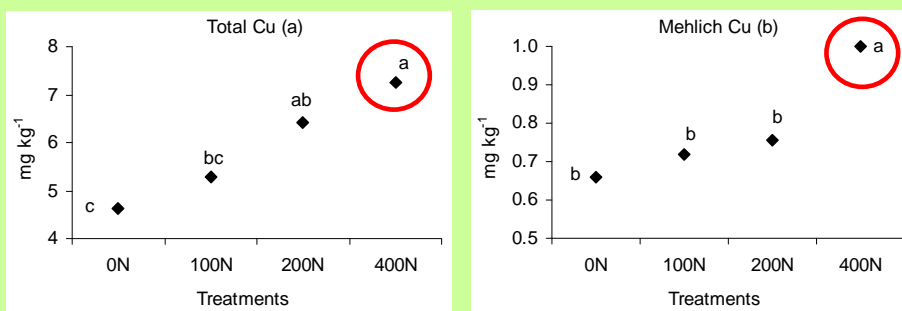 Total Cu (a)
8
7
6
5
4
mg kg⁻¹
c
bc
ab
a
0N 100N 200N 400N
Treatments
Mehlich Cu (b)
1.0
0.9
0.8
0.7
0.6
0.5
mg kg⁻¹
b
b
b
a
0N 100N 200N 400N
Treatments